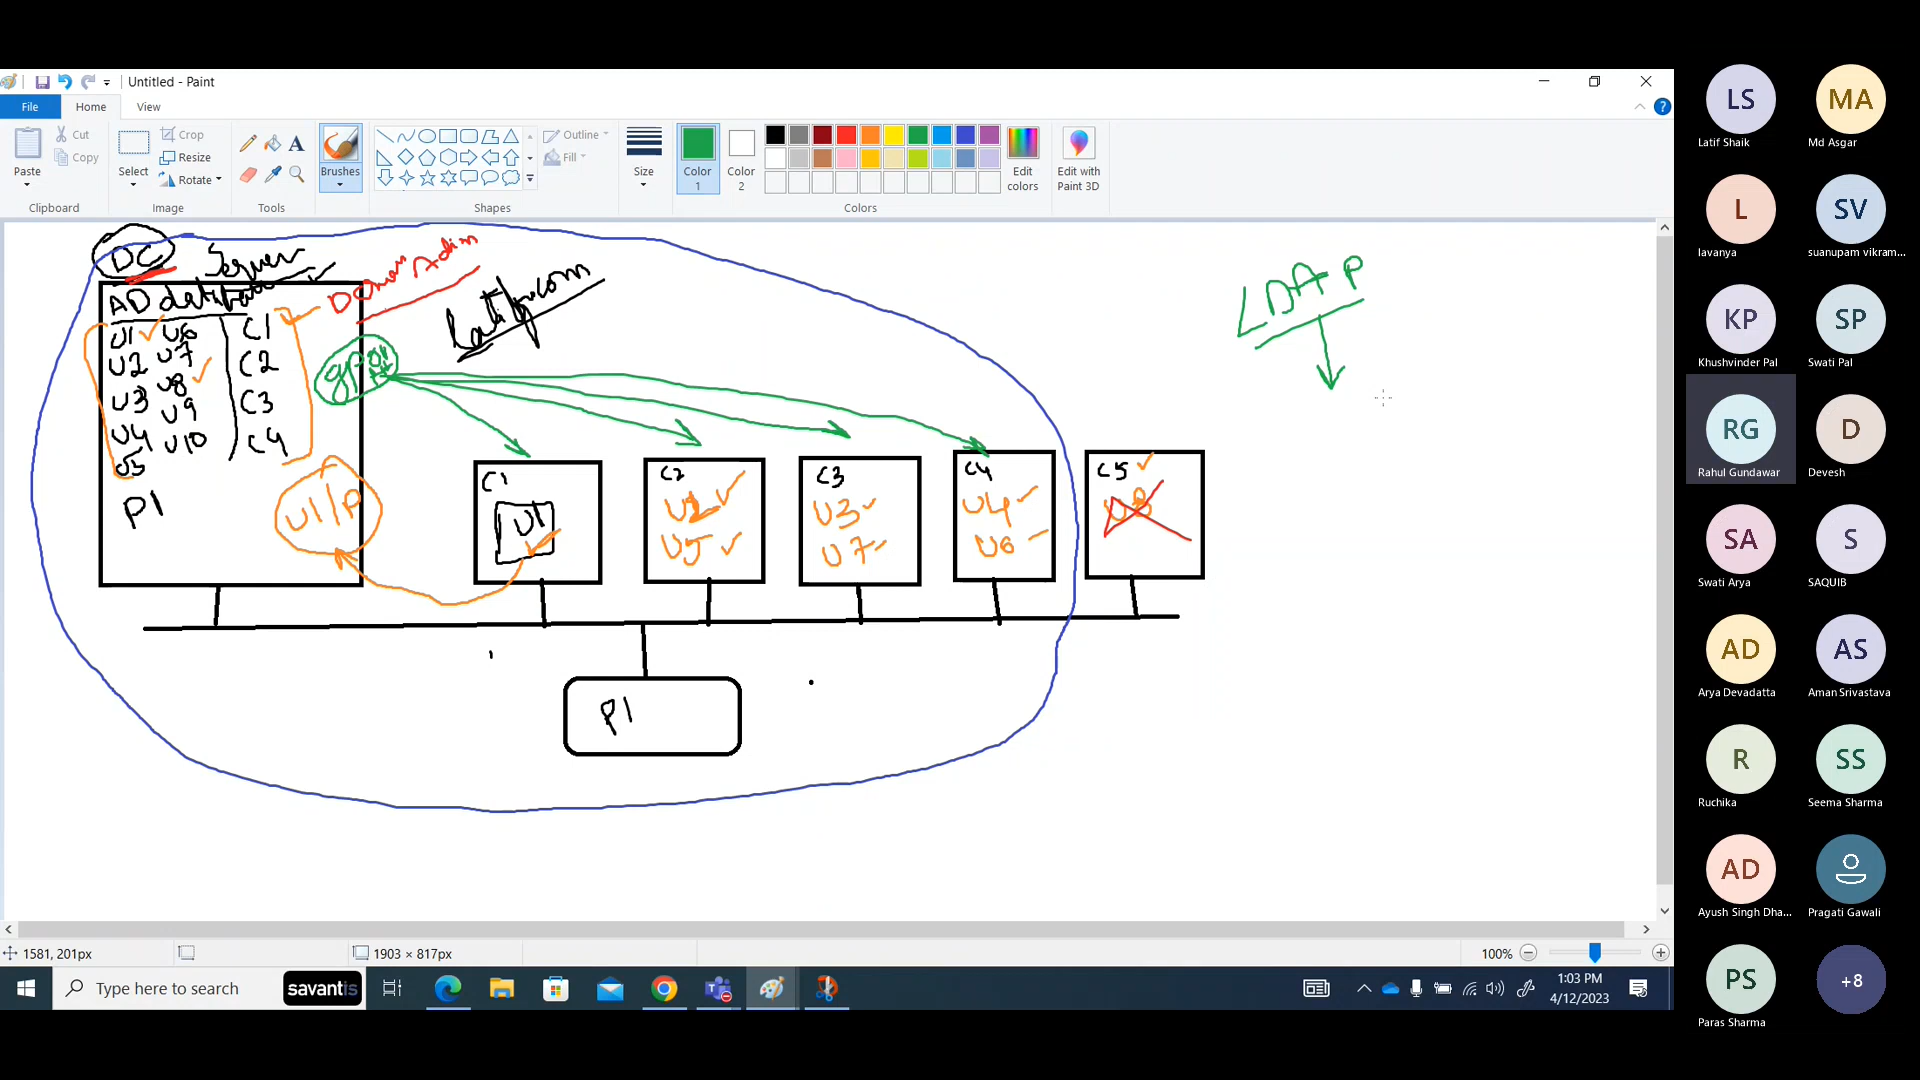 Untitled - Paint
File
Home
View
Paste
Cut
Copy
Clipboard
Select
Crop
Resize
Rotate
Image
Tools
Brushes
Outline
Fill
Shapes
Size
Color 1
Color 2
Edit colors
Edit with Paint 3D
Colors
DC Server
Domain Admin
AD database
U1 U6 C1
U2 U7 C2
U8
U3 U9 C3
U4 U10 C4
U5
P1
U1/P
LDAP
C1
U1
C2
U2
U5
C3
U3
U7
C4
U4
U6
C5
U8
P1
1581, 201px
1903 × 817px
100%
Type here to search
savantis
1:03 PM
4/12/2023
LS
Latif Shaik
MA
Md Asgar
L
lavanya
SV
suanupam vikram...
KP
Khushvinder Pal
SP
Swati Pal
RG
Rahul Gundawar
D
Devesh
SA
Swati Arya
S
SAQUIB
AD
Arya Devadatta
AS
Aman Srivastava
R
Ruchika
SS
Seema Sharma
AD
Ayush Singh Dha...
Pragati Gawali
PS
Paras Sharma
+8